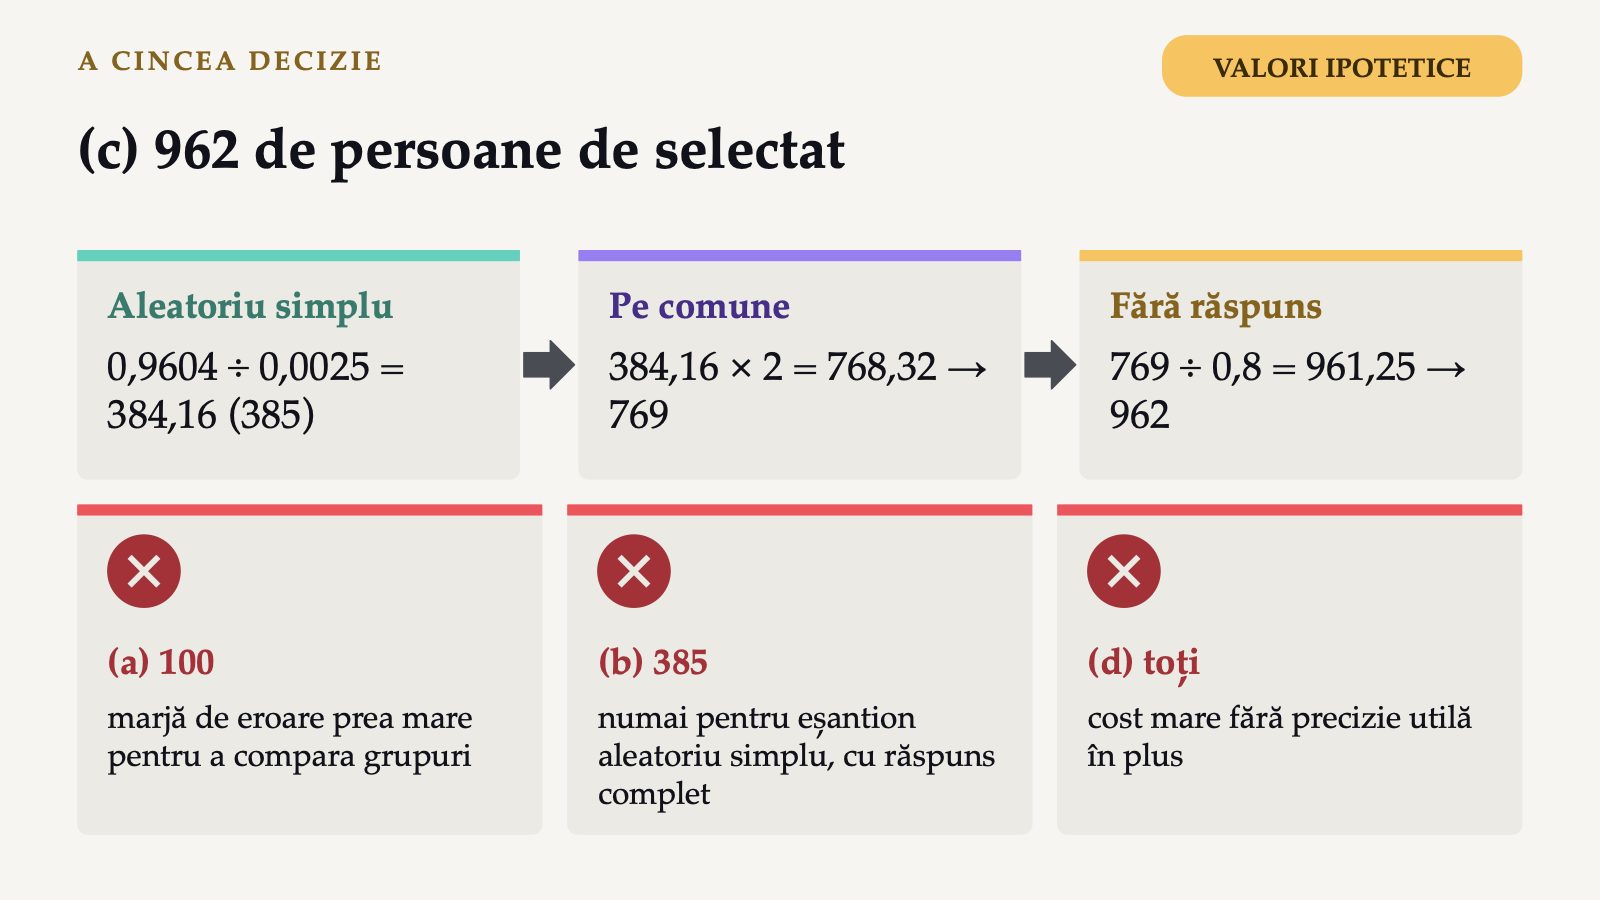 A CINCEA DECIZIE
VALORI IPOTETICE
(c) 962 de persoane de selectat
Aleatoriu simplu
0,9604 ÷ 0,0025 =
384,16 (385)
Pe comune
384,16 × 2 = 768,32 →
769
Fără răspuns
769 ÷ 0,8 = 961,25 →
962
(a) 100
marjă de eroare prea mare
pentru a compara grupuri
(b) 385
numai pentru eșantion
aleatoriu simplu, cu răspuns
complet
(d) toți
cost mare fără precizie utilă
în plus